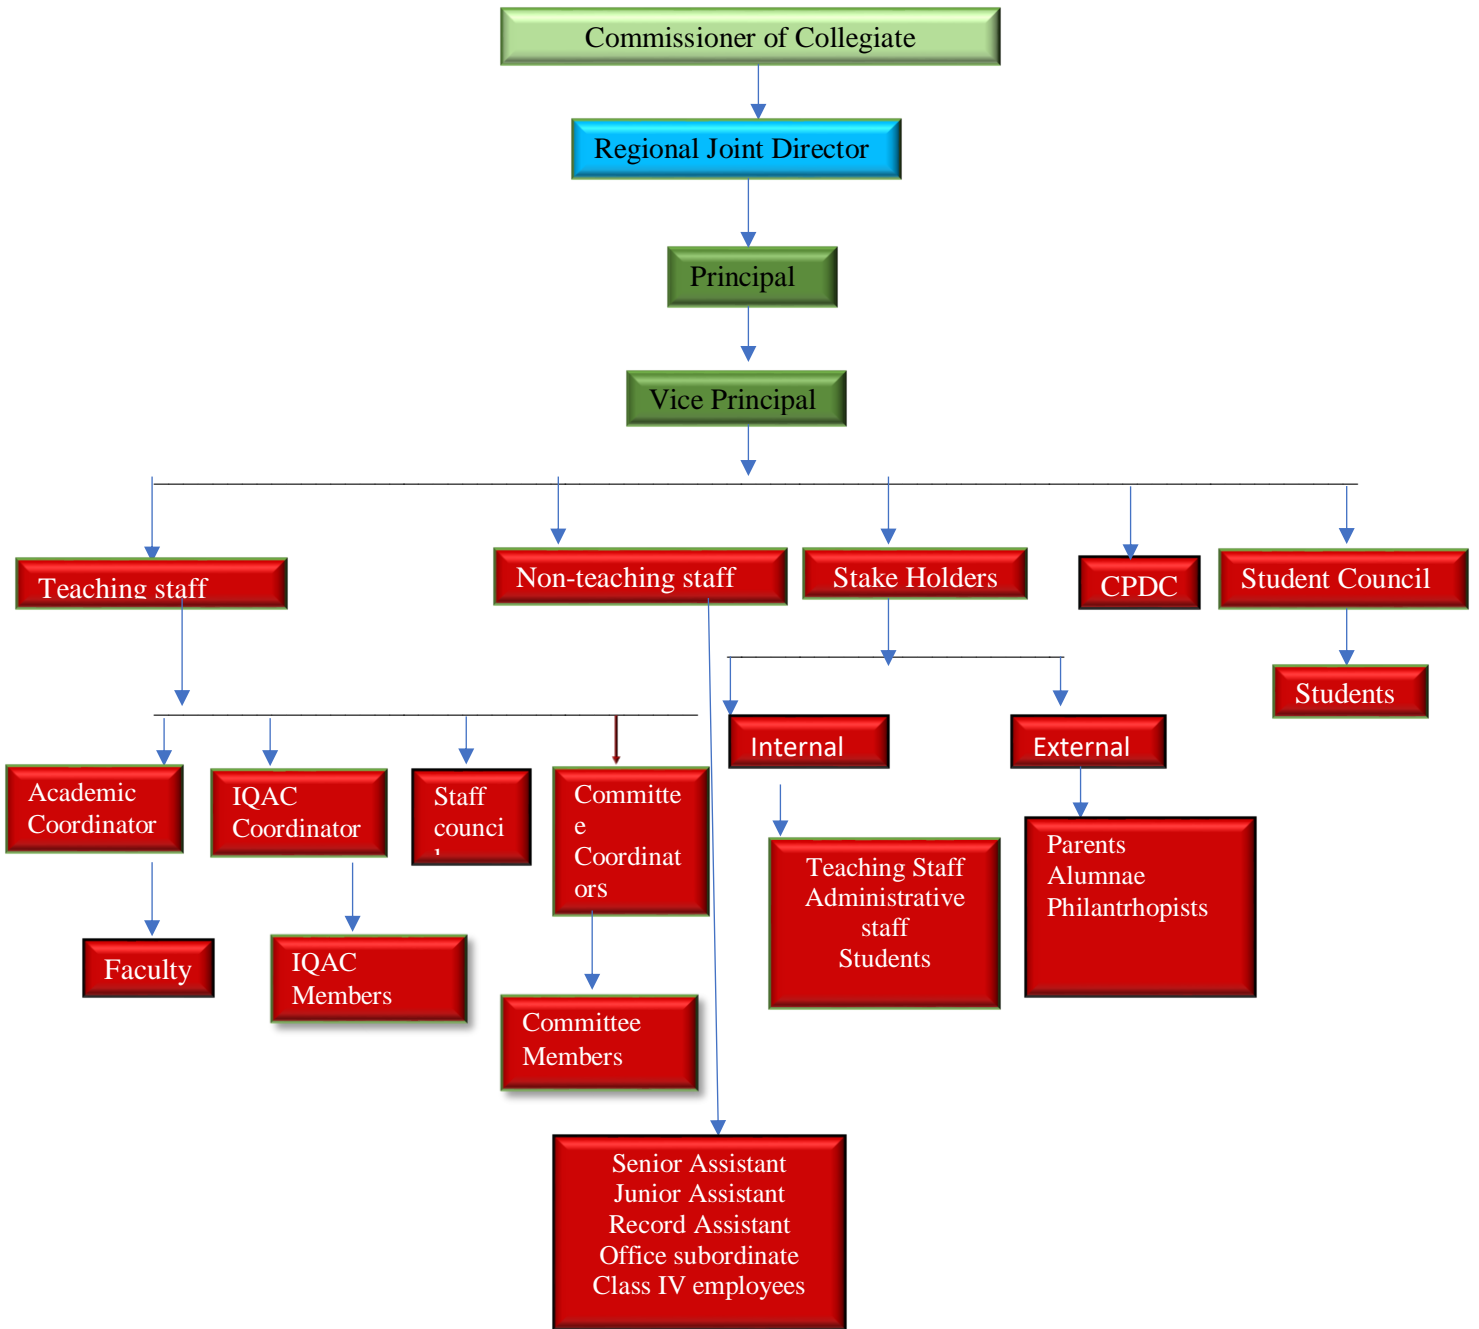 Commissioner of Collegiate
Regional Joint Director
Principal
Vice Principal
Teaching staff
Non-teaching staff
Stake Holders
CPDC
Student Council
Students
Internal
External
Academic
Coordinator
IQAC
Coordinator
Staff
counci
l
Committe
e
Coordinat
ors
Teaching Staff
Administrative
staff
Students
Parents
Alumnae
Philantrhopists
Faculty
IQAC
Members
Committee
Members
Senior Assistant
Junior Assistant
Record Assistant
Office subordinate
Class IV employees